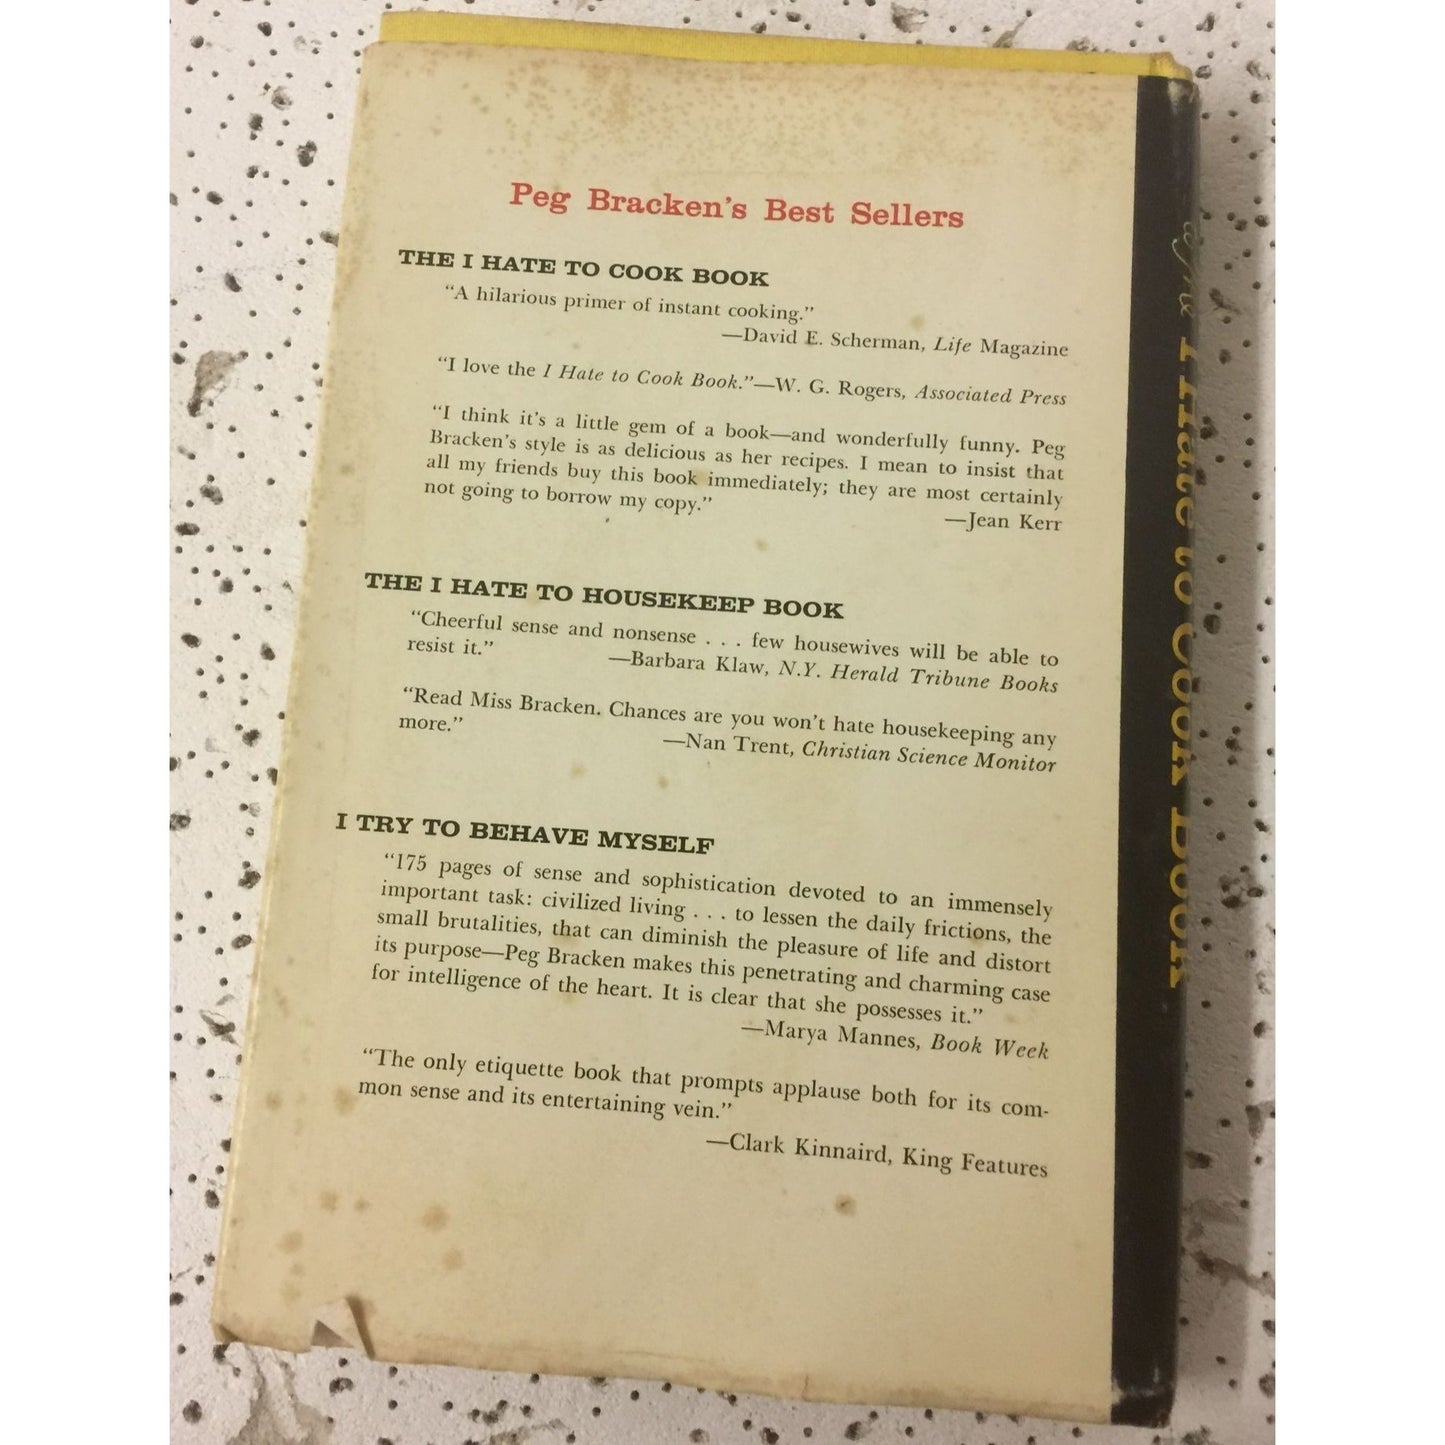 Peg Bracken's Best Sellers
THE I HATE TO COOK BOOK
“A hilarious primer of instant cooking.”
—David E. Scherman, Life Magazine
“I love the I Hate to Cook Book.”—W. G. Rogers, Associated Press
“I think it's a little gem of a book—and wonderfully funny. Peg
Bracken's style is as delicious as her recipes. I mean to insist that
all my friends buy this book immediately; they are most certainly
not going to borrow my copy.”
—Jean Kerr
THE I HATE TO HOUSEKEEP BOOK
“Cheerful sense and nonsense . . . few housewives will be able to
resist it.” —Barbara Klaw, N.Y. Herald Tribune Books
“Read Miss Bracken. Chances are you won't hate housekeeping any
more.” —Nan Trent, Christian Science Monitor
I TRY TO BEHAVE MYSELF
“175 pages of sense and sophistication devoted to an immensely
important task: civilized living . . . to lessen the daily frictions, the
small brutalities, that can diminish the pleasure of life and distort
its purpose—Peg Bracken makes this penetrating and charming case
for intelligence of the heart. It is clear that she possesses it.”
—Marya Mannes, Book Week
“The only etiquette book that prompts applause both for its com-
mon sense and its entertaining vein.”
—Clark Kinnaird, King Features
I Hate to Cook Book